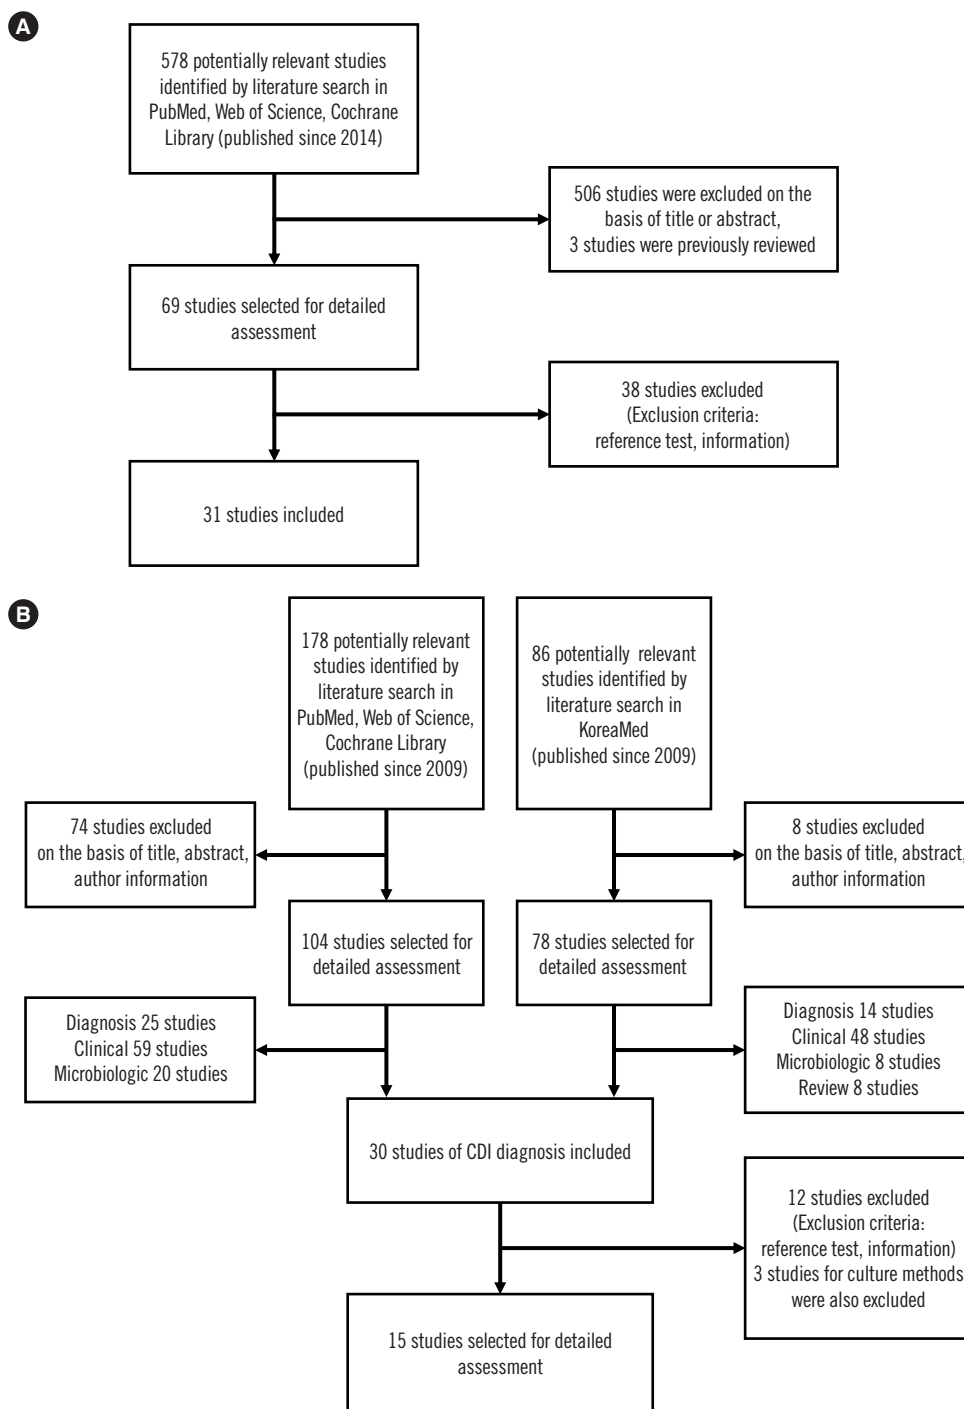 A
578 potentially relevant studies
identified by literature search in
PubMed, Web of Science, Cochrane
Library (published since 2014)
506 studies were excluded on the
basis of title or abstract,
3 studies were previously reviewed
69 studies selected for detailed
assessment
38 studies excluded
(Exclusion criteria:
reference test, information)
31 studies included
B
178 potentially relevant
studies identified by
literature search in
PubMed, Web of Science,
Cochrane Library
(published since 2009)
86 potentially relevant
studies identified by
literature search in
KoreaMed
(published since 2009)
74 studies excluded
on the basis of title, abstract,
author information
8 studies excluded
on the basis of title, abstract,
author information
104 studies selected for
detailed assessment
78 studies selected for
detailed assessment
Diagnosis 25 studies
Clinical 59 studies
Microbiologic 20 studies
Diagnosis 14 studies
Clinical 48 studies
Microbiologic 8 studies
Review 8 studies
30 studies of CDI diagnosis included
12 studies excluded
(Exclusion criteria:
reference test, information)
3 studies for culture methods
were also excluded
15 studies selected for detailed
assessment